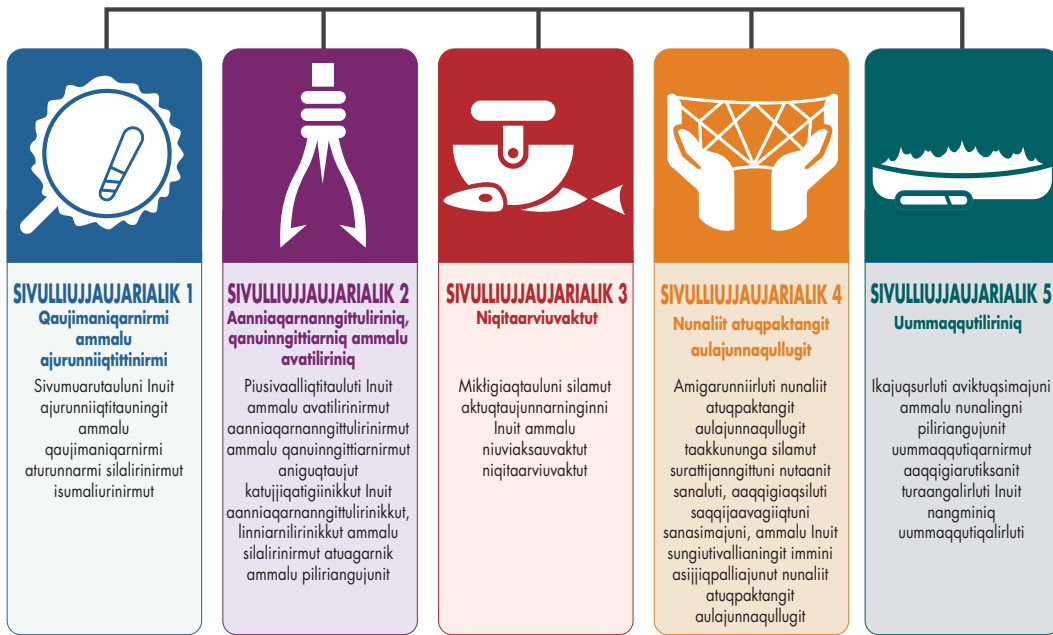 SIVULLIUJJAUJARIALIK 1
Qaujimaniqarnirmi
ammalu
ajurunniiqtittinirmi
Sivumuarutauluni Inuit
ajurunniiqtitauningit
ammalu
qaujimaniqarnirmi
aturunnarmi silalirinirmut
isumaliurinirmut
SIVULLIUJJAUJARIALIK 2
Aanniaqarnanngittuliriniq,
qanuinngittiarniq ammalu
avatiliriniq
Piusivaalliqtitauluti Inuit
ammalu avatilirinirmut
aanniaqarnanngittulirinirmut
ammalu qanuinngittiarnirmut
aniguqtaujut
katujjiqatigiinikkut Inuit
aanniaqarnanngittulirinikkut,
linniarnilirinikkut ammalu
silalirinirmut atuagarnik
ammalu piliriangujunit
SIVULLIUJJAUJARIALIK 3
Niqitaarviuvaktut
Mikłigiaqtauluni silamut
aktuqtaujunnarninginni
Inuit ammalu
niuviaksauvaktut
niqitaarviuvaktut
SIVULLIUJJAUJARIALIK 4
Nunaliit atuqpaktangit
aulajunnaqullugit
Amigarunniirluti nunaliit
atuqpaktangit
aulajunnaqullugit
taakkununga silamut
surattijanngittuni nutaanit
sanaluti, aaqqigiaqsiluti
saqqijaavagiiqtuni
sanasimajuni, ammalu Inuit
sungiutivallianingit immini
asijjiqpalliajunut nunaliit
atuqpaktangit
aulajunnaqullugit
SIVULLIUJJAUJARIALIK 5
Uummaqqutiliriniq
Ikajuqsurluti aviktuqsimajuni
ammalu nunalingni
piliriangujunit
uummaqqutiqarnirmut
aaqqigiarutiksanit
turaangalirluti Inuit
nangminiq
uummaqqutiqalirluti